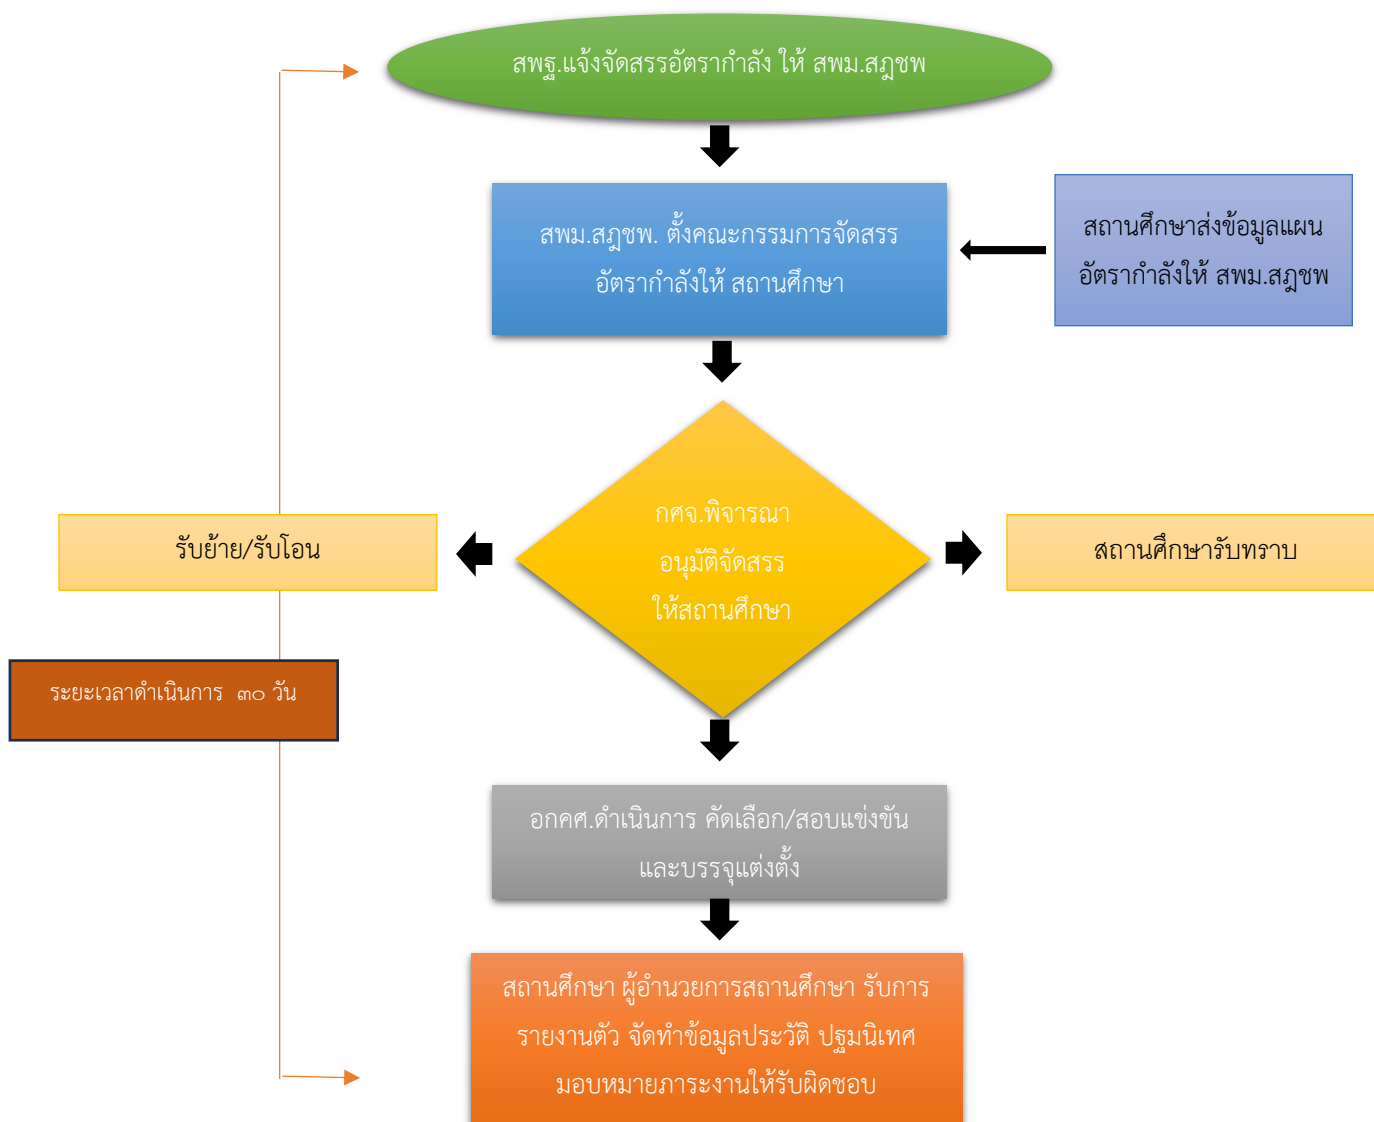 สพฐ.แจ้งจัดสรรอัตรากำลัง ให้ สพม.สฎชพ
สพม.สฎชพ. ตั้งคณะกรรมการจัดสรร
อัตรากำลังให้ สถานศึกษา
สถานศึกษาส่งข้อมูลแผน
อัตรากำลังให้ สพม.สฎชพ
กศจ.พิจารณา
อนุมัติจัดสรร
ให้สถานศึกษา
รับย้าย/รับโอน
สถานศึกษารับทราบ
ระยะเวลาดำเนินการ ๓๐ วัน
อกคศ.ดำเนินการ คัดเลือก/สอบแข่งขัน
และบรรจุแต่งตั้ง
สถานศึกษา ผู้อำนวยการสถานศึกษา รับการ
รายงานตัว จัดทำข้อมูลประวัติ ปฐมนิเทศ
มอบหมายภาระงานให้รับผิดชอบ